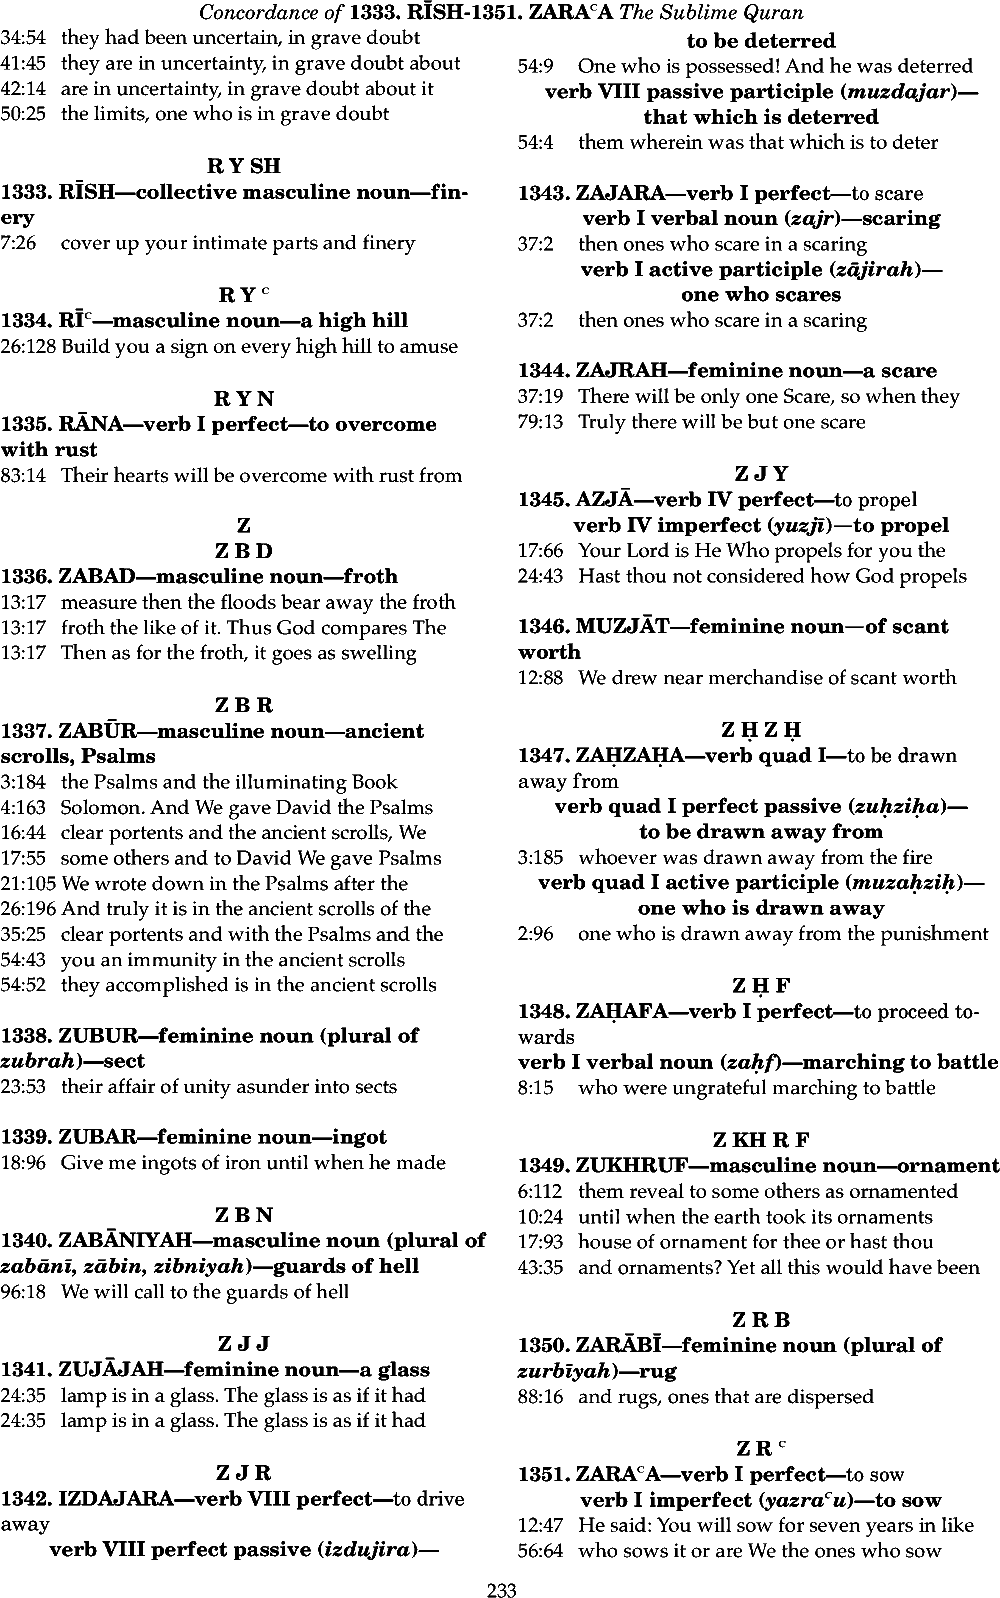 Concordance of 1333. RĪSH-1351. ZARAᶜA The Sublime Quran
34:54 they had been uncertain, in grave doubt
41:45 they are in uncertainty, in grave doubt about
42:14 are in uncertainty, in grave doubt about it
50:25 the limits, one who is in grave doubt
R Y SH
1333. RĪSH—collective masculine noun—fin-
ery
7:26 cover up your intimate parts and finery
R Y ᶜ
1334. RĪᶜ—masculine noun—a high hill
26:128 Build you a sign on every high hill to amuse
R Y N
1335. RĀNA—verb I perfect—to overcome
with rust
83:14 Their hearts will be overcome with rust from
Z
Z B D
1336. ZABAD—masculine noun—froth
13:17 measure then the floods bear away the froth
13:17 froth the like of it. Thus God compares The
13:17 Then as for the froth, it goes as swelling
Z B R
1337. ZABŪR—masculine noun—ancient
scrolls, Psalms
3:184 the Psalms and the illuminating Book
4:163 Solomon. And We gave David the Psalms
16:44 clear portents and the ancient scrolls, We
17:55 some others and to David We gave Psalms
21:105 We wrote down in the Psalms after the
26:196 And truly it is in the ancient scrolls of the
35:25 clear portents and with the Psalms and the
54:43 you an immunity in the ancient scrolls
54:52 they accomplished is in the ancient scrolls
1338. ZUBUR—feminine noun (plural of
zubrah)—sect
23:53 their affair of unity asunder into sects
1339. ZUBAR—feminine noun—ingot
18:96 Give me ingots of iron until when he made
Z B N
1340. ZABĀNIYAH—masculine noun (plural of
zabānī, zābin, zibniyah)—guards of hell
96:18 We will call to the guards of hell
Z J J
1341. ZUJĀJAH—feminine noun—a glass
24:35 lamp is in a glass. The glass is as if it had
24:35 lamp is in a glass. The glass is as if it had
Z J R
1342. IZDAJARA—verb VIII perfect—to drive
away
verb VIII perfect passive (izdujira)—
to be deterred
54:9 One who is possessed! And he was deterred
verb VIII passive participle (muzdajar)—
that which is deterred
54:4 them wherein was that which is to deter
1343. ZAJARA—verb I perfect—to scare
verb I verbal noun (zajr)—scaring
37:2 then ones who scare in a scaring
verb I active participle (zājirah)—
one who scares
37:2 then ones who scare in a scaring
1344. ZAJRAH—feminine noun—a scare
37:19 There will be only one Scare, so when they
79:13 Truly there will be but one scare
Z J Y
1345. AZJĀ—verb IV perfect—to propel
verb IV imperfect (yuzjī)—to propel
17:66 Your Lord is He Who propels for you the
24:43 Hast thou not considered how God propels
1346. MUZJĀT—feminine noun—of scant
worth
12:88 We drew near merchandise of scant worth
Z Ḥ Z Ḥ
1347. ZAḤZAḤA—verb quad I—to be drawn
away from
verb quad I perfect passive (zuḥziḥa)—
to be drawn away from
3:185 whoever was drawn away from the fire
verb quad I active participle (muzaḥziḥ)—
one who is drawn away
2:96 one who is drawn away from the punishment
Z Ḥ F
1348. ZAḤAFA—verb I perfect—to proceed to-
wards
verb I verbal noun (zaḥf)—marching to battle
8:15 who were ungrateful marching to battle
Z KH R F
1349. ZUKHRUF—masculine noun—ornament
6:112 them reveal to some others as ornamented
10:24 until when the earth took its ornaments
17:93 house of ornament for thee or hast thou
43:35 and ornaments? Yet all this would have been
Z R B
1350. ZARĀBĪ—feminine noun (plural of
zurbīyah)—rug
88:16 and rugs, ones that are dispersed
Z R ᶜ
1351. ZARAᶜA—verb I perfect—to sow
verb I imperfect (yazraᶜu)—to sow
12:47 He said: You will sow for seven years in like
56:64 who sows it or are We the ones who sow
233